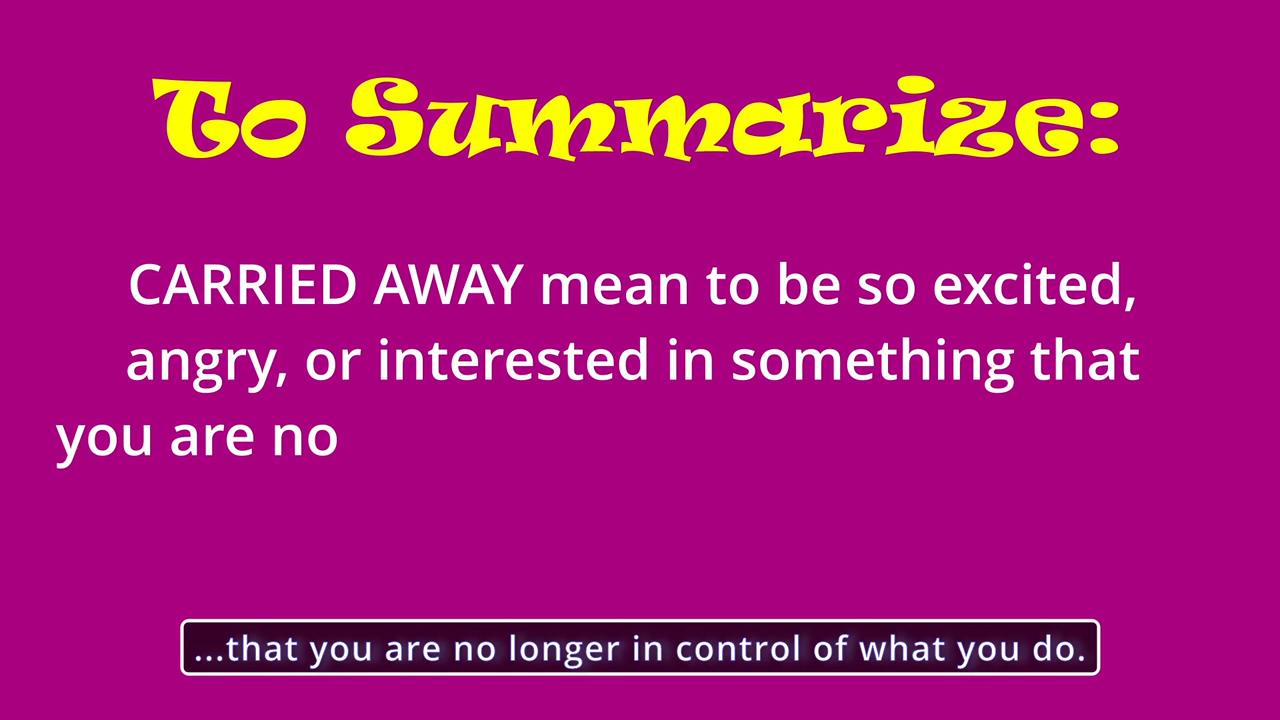 To Summarize:
CARRIED AWAY mean to be so excited,
angry, or interested in something that
you are no
...that you are no longer in control of what you do.